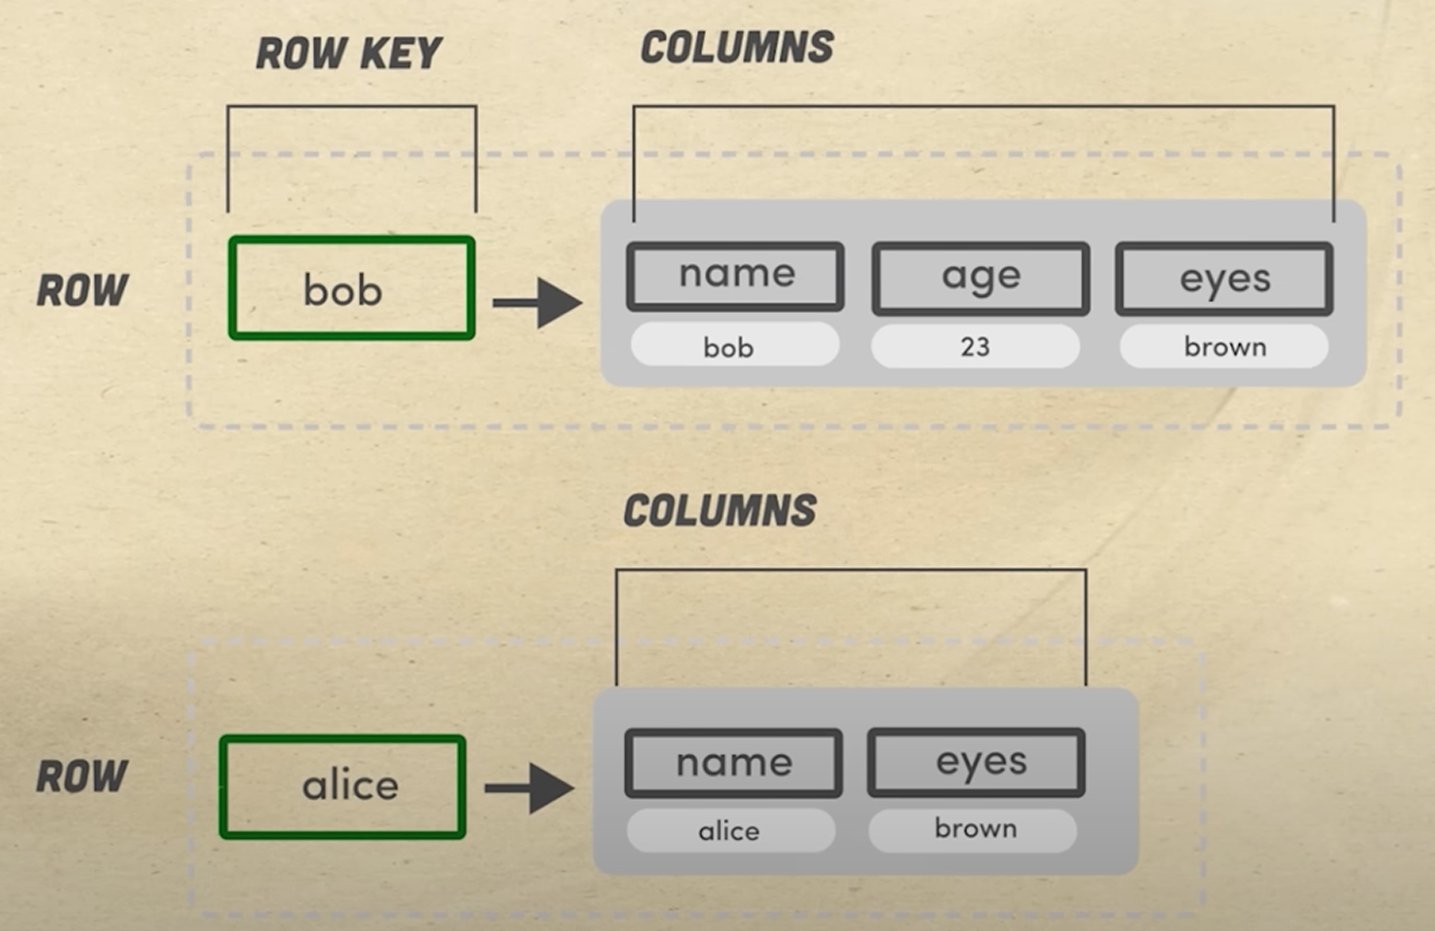 ROW KEY
COLUMNS
ROW
bob
name
age
eyes
bob
23
brown
COLUMNS
ROW
alice
name
eyes
alice
brown